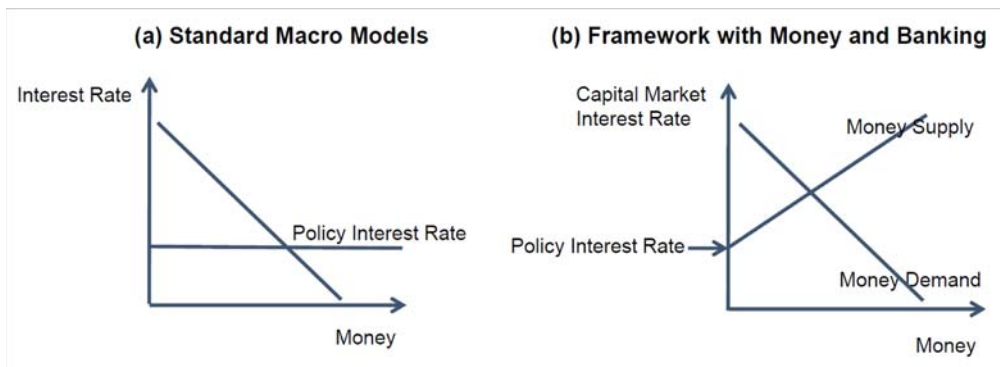 (a) Standard Macro Models
Interest Rate
Policy Interest Rate
Money
(b) Framework with Money and Banking
Capital Market
Interest Rate
Money Supply
Policy Interest Rate
Money Demand
Money